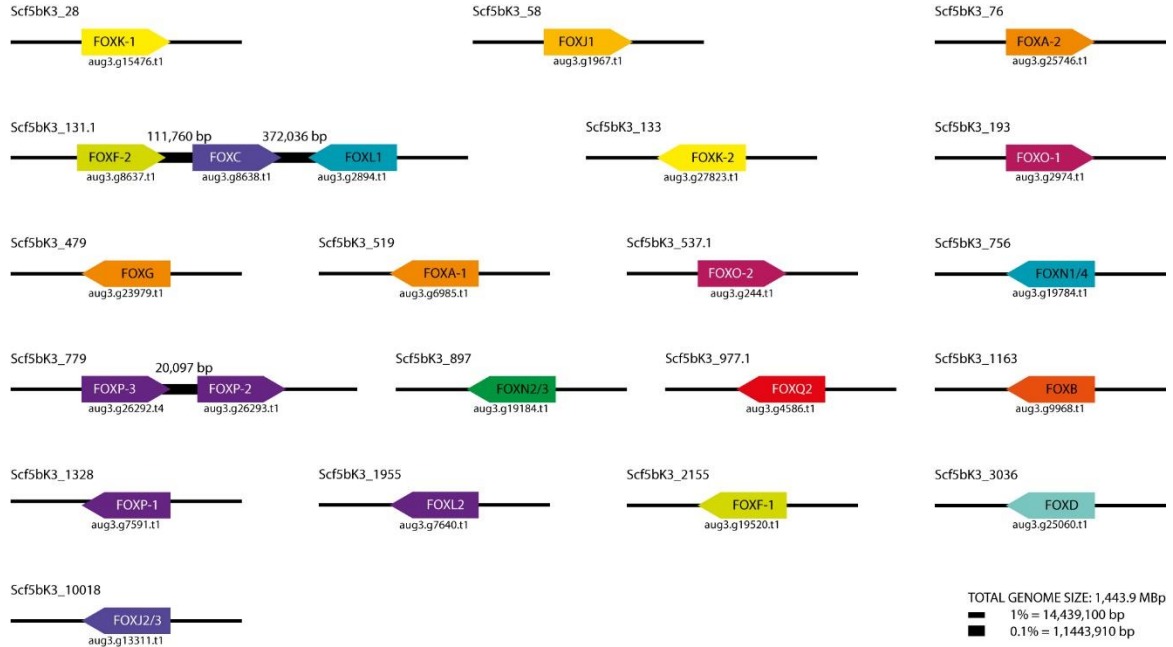 Scf5bK3_28
FOXK-1
aug3.g15476.t1
Scf5bK3_58
FOXJ1
aug3.g1967.t1
Scf5bK3_76
FOXA-2
aug3.g25746.t1
Scf5bK3_131.1
111,760 bp
372,036 bp
FOXF-2
FOXC
FOXL1
aug3.g8637.t1
aug3.g8638.t1
aug3.g2894.t1
Scf5bK3_133
FOXK-2
aug3.g27823.t1
Scf5bK3_193
FOXO-1
aug3.g2974.t1
Scf5bK3_479
FOXG
aug3.g23979.t1
Scf5bK3_519
FOXA-1
aug3.g6985.t1
Scf5bK3_537.1
FOXO-2
aug3.g244.t1
Scf5bK3_756
FOXN1/4
aug3.g19784.t1
Scf5bK3_779
20,097 bp
FOXP-3
FOXP-2
aug3.g26292.t4
aug3.g26293.t1
Scf5bK3_897
FOXN2/3
aug3.g19184.t1
Scf5bK3_977.1
FOXQ2
aug3.g4586.t1
Scf5bK3_1163
FOXB
aug3.g9968.t1
Scf5bK3_1328
FOXP-1
aug3.g7591.t1
Scf5bK3_1955
FOXL2
aug3.g7640.t1
Scf5bK3_2155
FOXF-1
aug3.g19520.t1
Scf5bK3_3036
FOXD
aug3.g25060.t1
Scf5bK3_10018
FOXJ2/3
aug3.g13311.t1
TOTAL GENOME SIZE: 1,443.9 MBp
1% = 14,439,100 bp
0.1% = 1,1443,910 bp